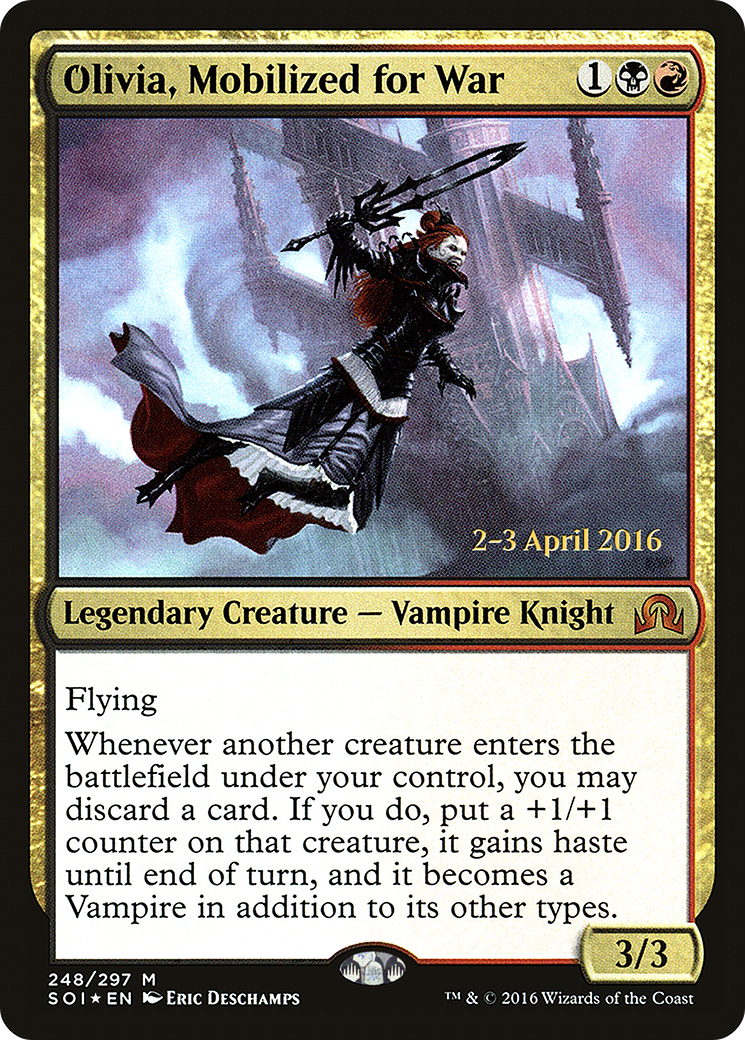 Olivia, Mobilized for War 1
2–3 April 2016
Legendary Creature — Vampire Knight
Flying
Whenever another creature enters the
battlefield under your control, you may
discard a card. If you do, put a +1/+1
counter on that creature, it gains haste
until end of turn, and it becomes a
Vampire in addition to its other types.
3/3
248/297 M
SOI★EN Eric Deschamps
™ & © 2016 Wizards of the Coast